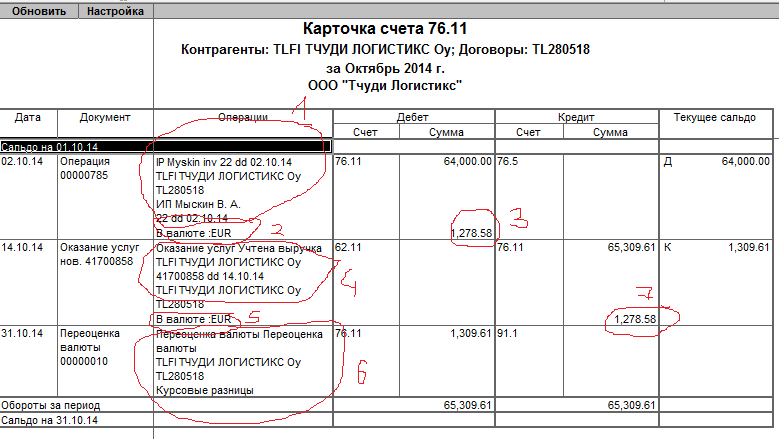 Обновить Настройка
Карточка счета 76.11
Контрагенты: TLFI ТЧУДИ ЛОГИСТИКС Оу; Договоры: TL280518
за Октябрь 2014 г.
ООО "Тчуди Логистикс"
1
Дата Документ Операции Дебет Кредит Текущее сальдо
Счет Сумма Счет Сумма
Сальдо на 01.10.14
02.10.14 Операция IP Myskin inv 22 dd 02.10.14 76.11 64,000.00 76.5 Д 64,000.00
00000785 TLFI ТЧУДИ ЛОГИСТИКС Оу
TL280518
ИП Мыскин В. А.
22 dd 02.10.14 3
В валюте :EUR 2 1,278.58
14.10.14 Оказание услуг Оказание услуг Учтена выручка 62.11 76.11 65,309.61 К 1,309.61
нов. 41700858 TLFI ТЧУДИ ЛОГИСТИКС Оу
41700858 dd 14.10.14
TLFI ТЧУДИ ЛОГИСТИКС Оу 4 7
TL280518
В валюте :EUR 5 1,278.58
31.10.14 Переоценка Переоценка валюты Переоценка 76.11 1,309.61 91.1
валюты валюты
00000010 TLFI ТЧУДИ ЛОГИСТИКС Оу
TL280518 6
Курсовые разницы
Обороты за период 65,309.61 65,309.61
Сальдо на 31.10.14